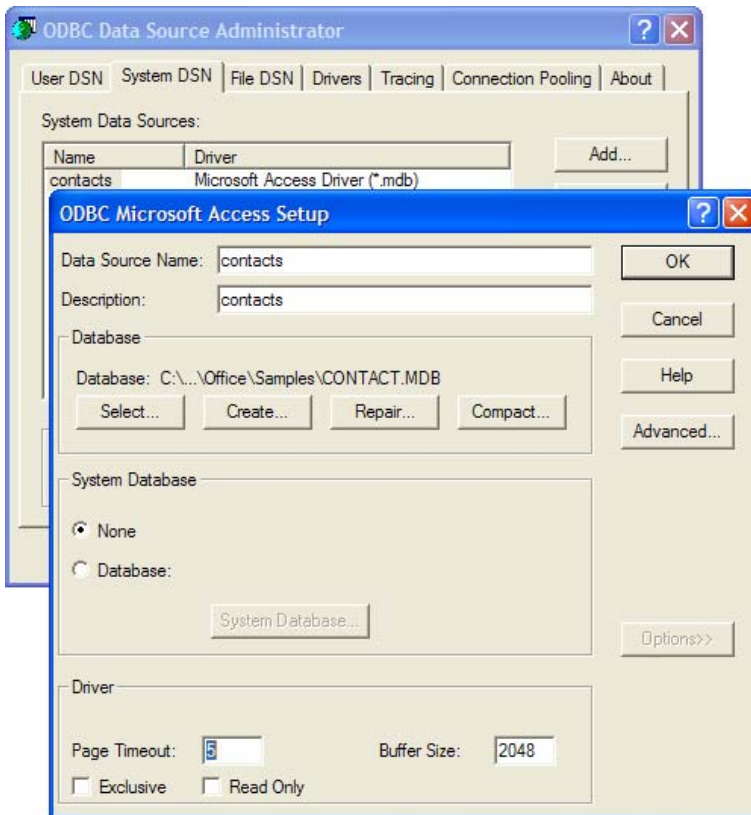 ODBC Data Source Administrator
User DSN System DSN File DSN Drivers Tracing Connection Pooling About
System Data Sources:
Name Driver Add...
contacts Microsoft Access Driver (*.mdb)
ODBC Microsoft Access Setup
Data Source Name: contacts OK
Description: contacts
Cancel
Database
Database: C:\...\Office\Samples\CONTACT.MDB Help
Select... Create... Repair... Compact...
Advanced...
System Database
None
Database:
System Database...
Options>>
Driver
Page Timeout: 5 Buffer Size: 2048
Exclusive Read Only